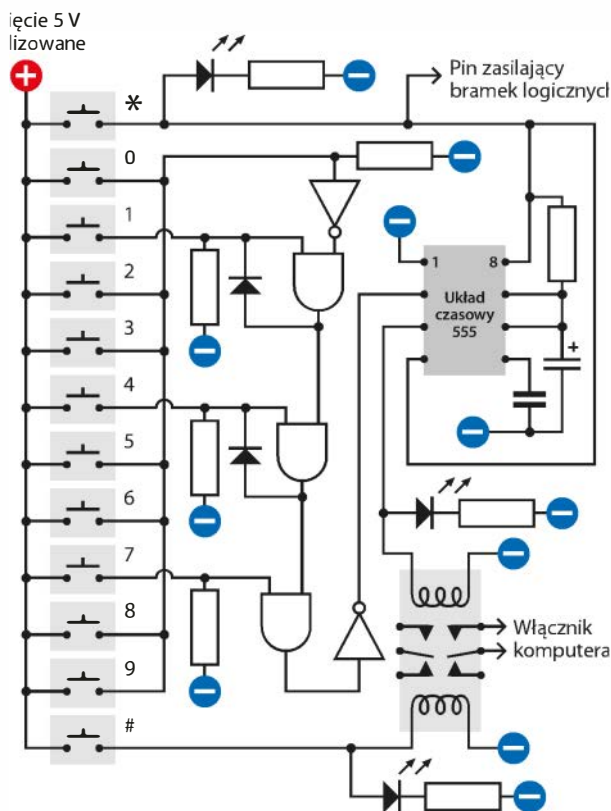 ięcie 5 V
lizowane
*
Pin zasilający
bramek logicznych
0
1
2
3
4
5
6
7
8
9
#
1 8
Układ
czasowy
555
+
Włącznik
komputera